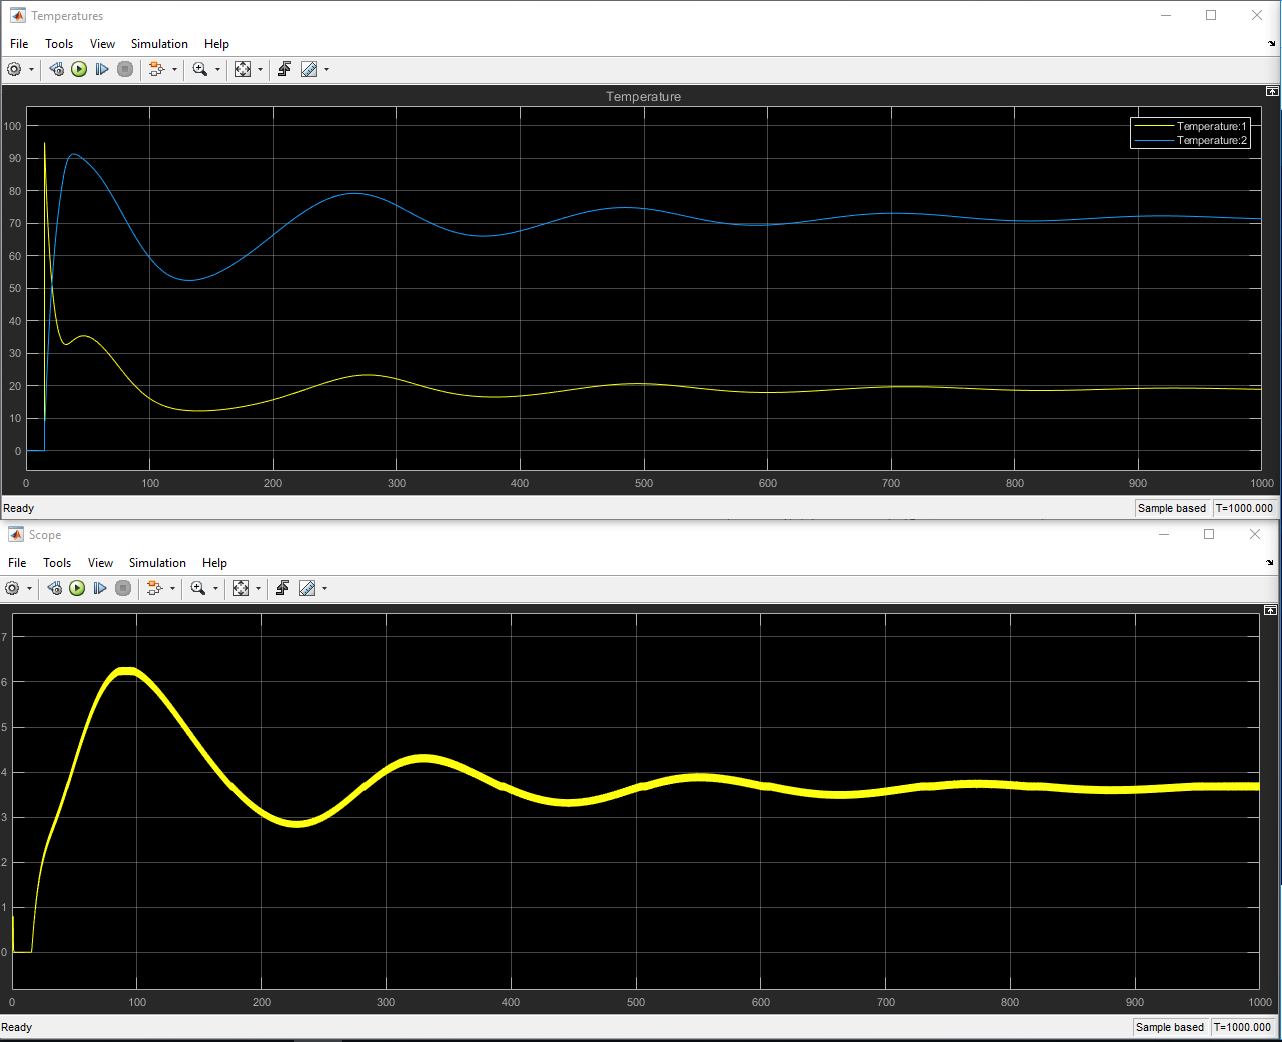 Temperatures
File Tools View Simulation Help
Temperature
100
90
80
70
60
50
40
30
20
10
0
Temperature:1
Temperature:2
0 100 200 300 400 500 600 700 800 900 1000
Ready Sample based T=1000.000
Scope
File Tools View Simulation Help
7
6
5
4
3
2
1
0
0 100 200 300 400 500 600 700 800 900 1000
Ready Sample based T=1000.000